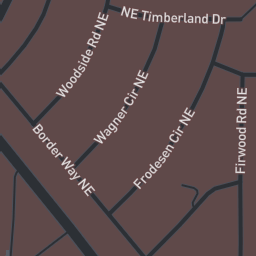 NE Timberland Dr
Woodside Rd NE
Wagner Cir NE
Frodesen Cir NE
Firwood Rd NE
Border Way NE